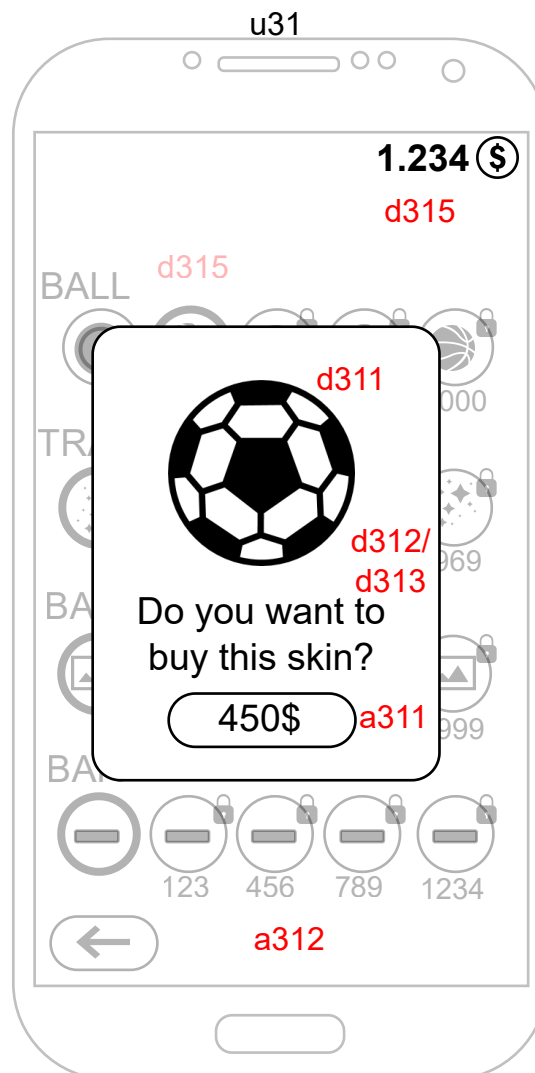 u31
1.234 $
d315
d315
BALL
d311
000
TRA
d312/
969
d313
BA
Do you want to
buy this skin?
450$
a311
999
BA
123 456 789 1234
a312